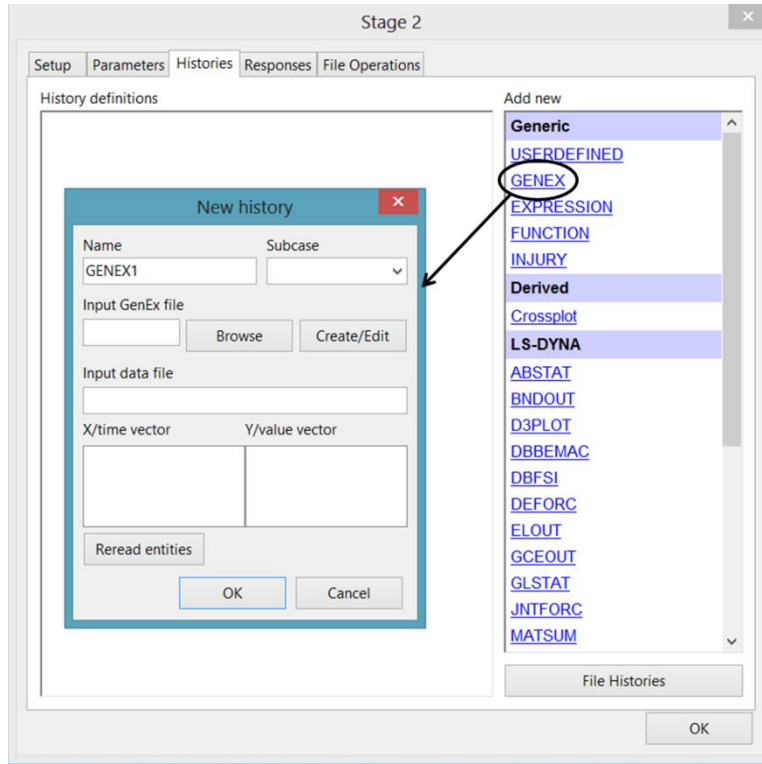 Stage 2
Setup Parameters Histories Responses File Operations
History definitions
Add new
Generic
USERDEFINED
GENEX
EXPRESSION
FUNCTION
INJURY
Derived
Crossplot
LS-DYNA
ABSTAT
BNDOUT
D3PLOT
DBBEMAC
DBFSI
DEFORC
ELOUT
GCEOUT
GLSTAT
JNTFORC
MATSUM
File Histories
New history
Name Subcase
GENEX1
Input GenEx file
Browse Create/Edit
Input data file
X/time vector Y/value vector
Reread entities
OK Cancel
OK